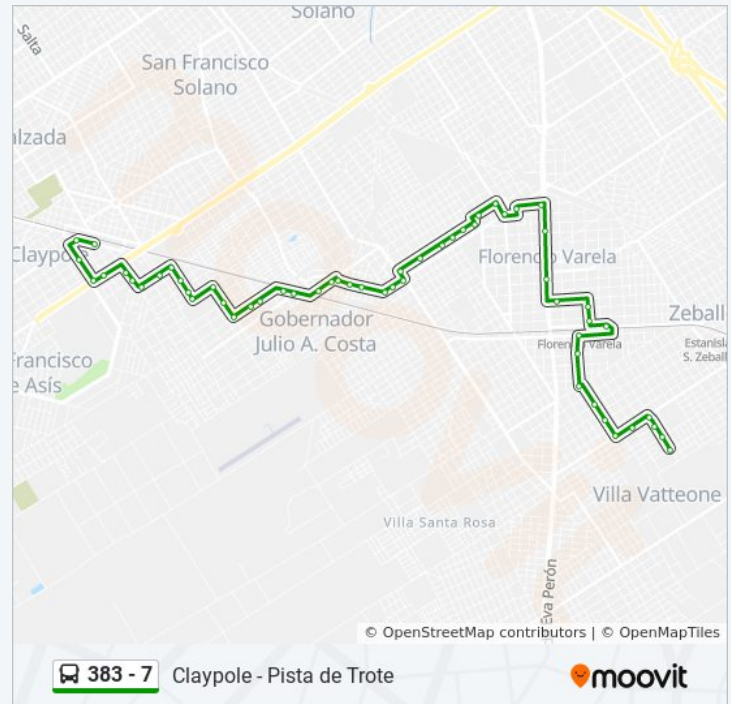 Solano
Salta
San Francisco
Solano
alzada
Claypole
Florencio Varela
Gobernador
Julio A. Costa
Zeball
Florencio Varela
Estanisla
S. Zeball
Francisco
e Asís
Villa Vatteone
Villa Santa Rosa
Eva Perón
© OpenStreetMap contributors | © OpenMapTiles
383 - 7
Claypole - Pista de Trote
moovit